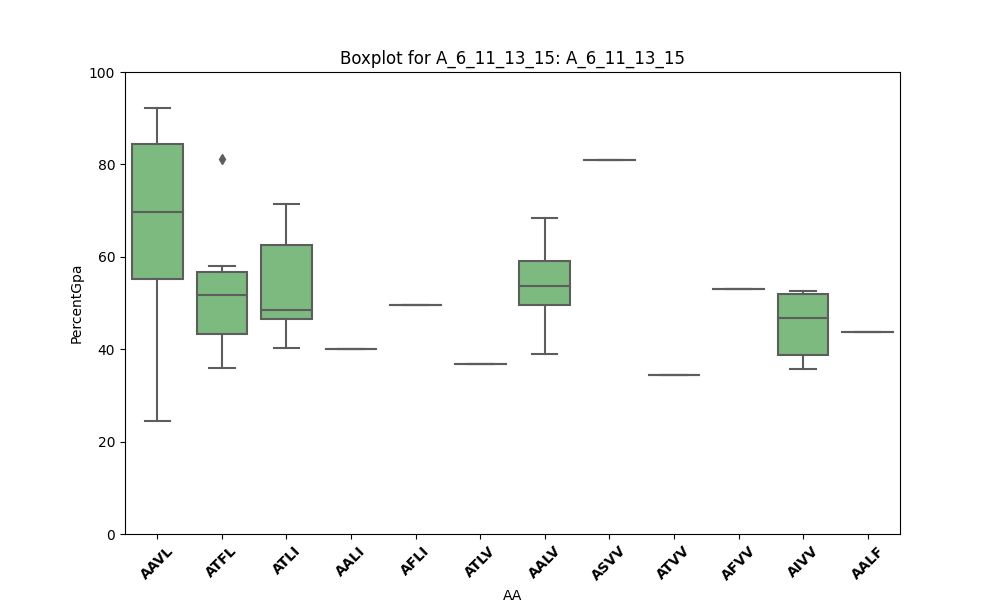 Boxplot for A_6_11_13_15: A_6_11_13_15
100
80
60
40
20
0
PercentGpa
AAVL ATFL ATLI AALI AFLI ATLV AALV ASVV ATVV AFVV AIVV AALF
AA